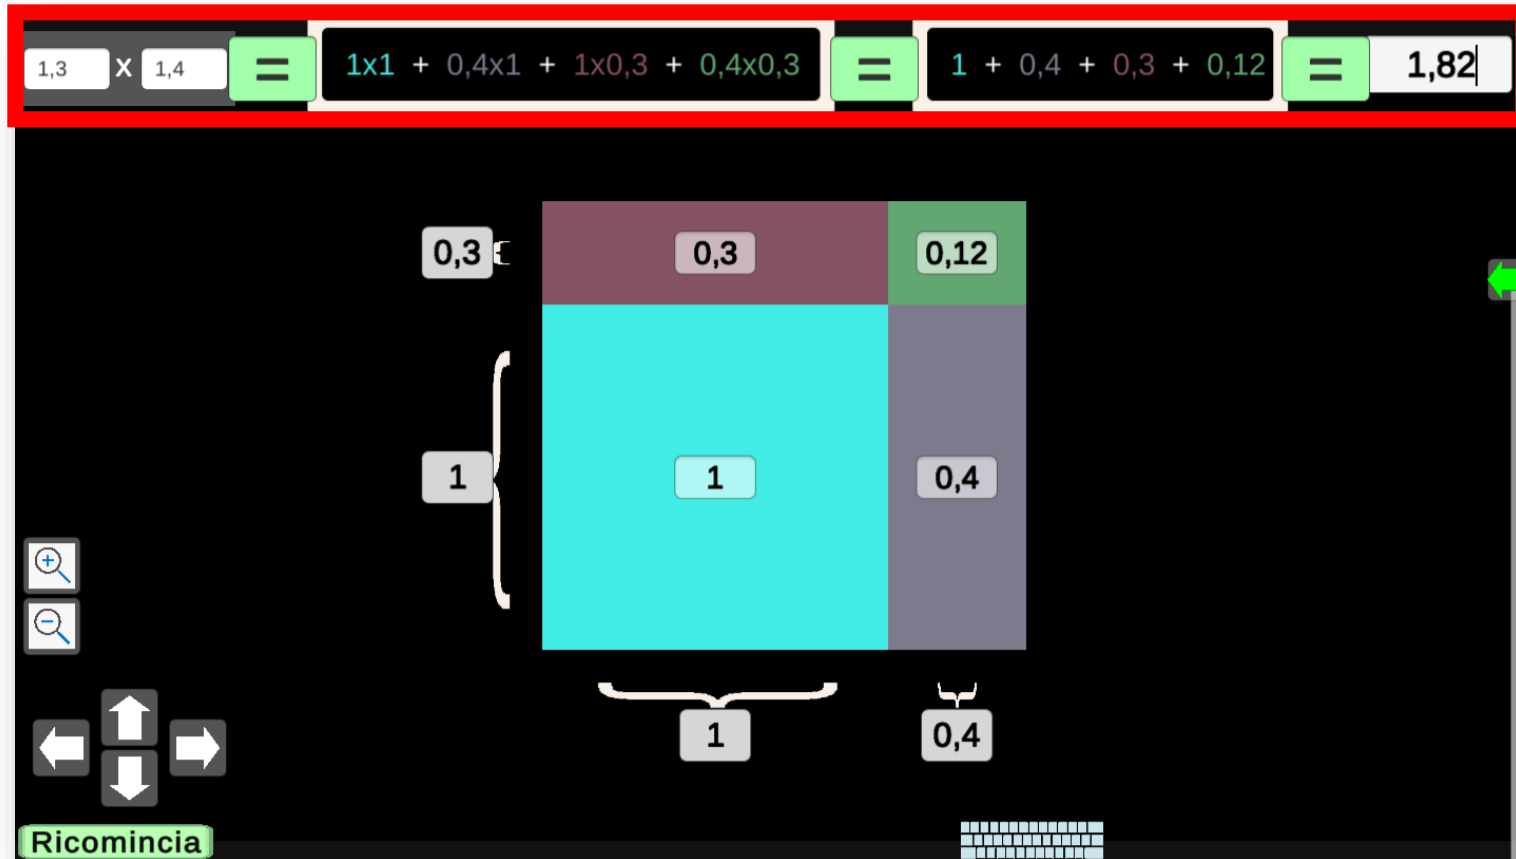 1,3 x 1,4 = 1x1 + 0,4x1 + 1x0,3 + 0,4x0,3 = 1 + 0,4 + 0,3 + 0,12 = 1,82
0,3 0,3 0,12
1 1 0,4
1 0,4
Ricomincia